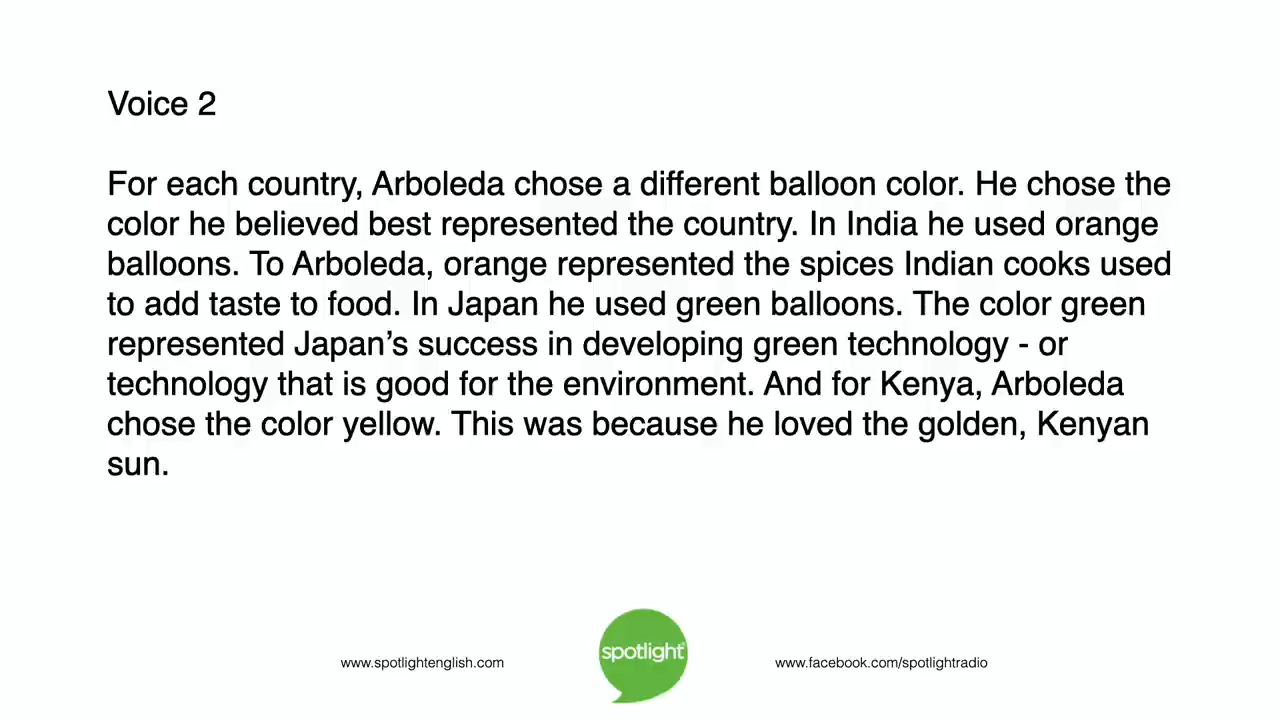 Voice 2
For each country, Arboleda chose a different balloon color. He chose the
color he believed best represented the country. In India he used orange
balloons. To Arboleda, orange represented the spices Indian cooks used
to add taste to food. In Japan he used green balloons. The color green
represented Japan’s success in developing green technology - or
technology that is good for the environment. And for Kenya, Arboleda
chose the color yellow. This was because he loved the golden, Kenyan
sun.
www.spotlightenglish.com
spotlight®
www.facebook.com/spotlightradio